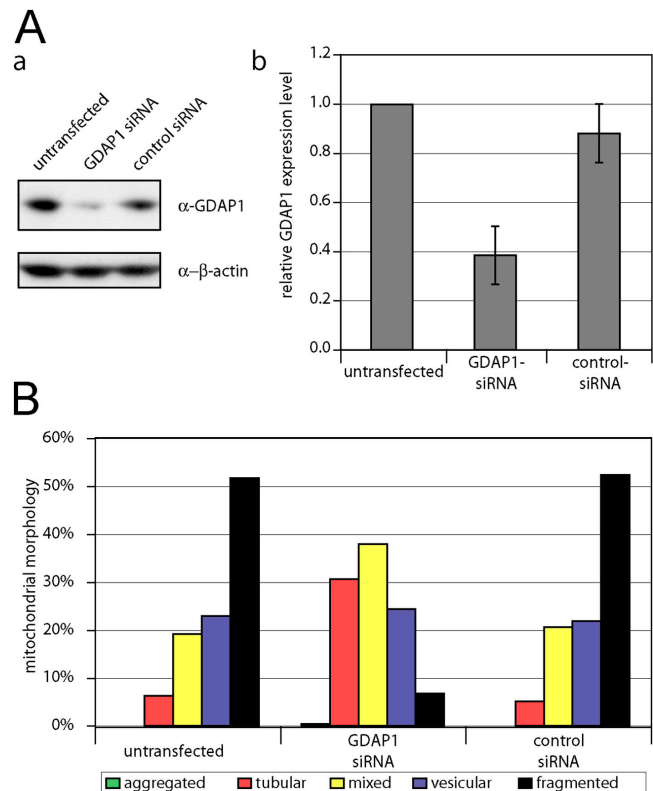 A
a
untransfected
GDAP1 siRNA
control siRNA
α-GDAP1
α–β-actin
b
relative GDAP1 expression level
1.2
1.0
0.8
0.6
0.4
0.2
0.0
untransfected
GDAP1-
siRNA
control-
siRNA
B
mitochondrial morphology
60%
50%
40%
30%
20%
10%
0%
untransfected
GDAP1
siRNA
control
siRNA
aggregated tubular mixed vesicular fragmented